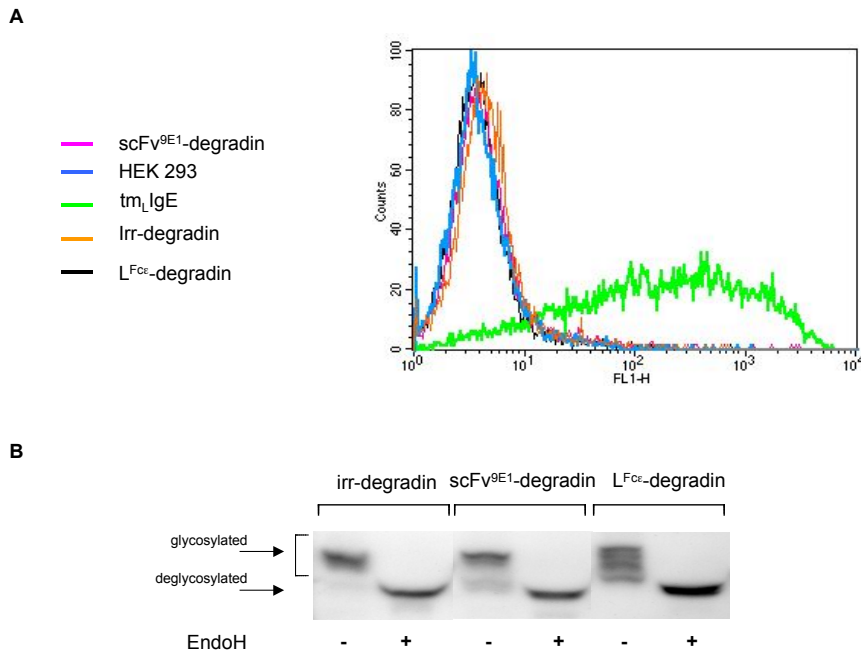 A
scFv9E1-degradin
HEK 293
tmLIgE
Irr-degradin
LFcε-degradin
100
80
60
40
20
0
Counts
10^0 10^1 10^2 10^3 10^4
FL1-H
B
irr-degradin scFv9E1-degradin LFcε-degradin
glycosylated
deglycosylated
EndoH - + - + - +